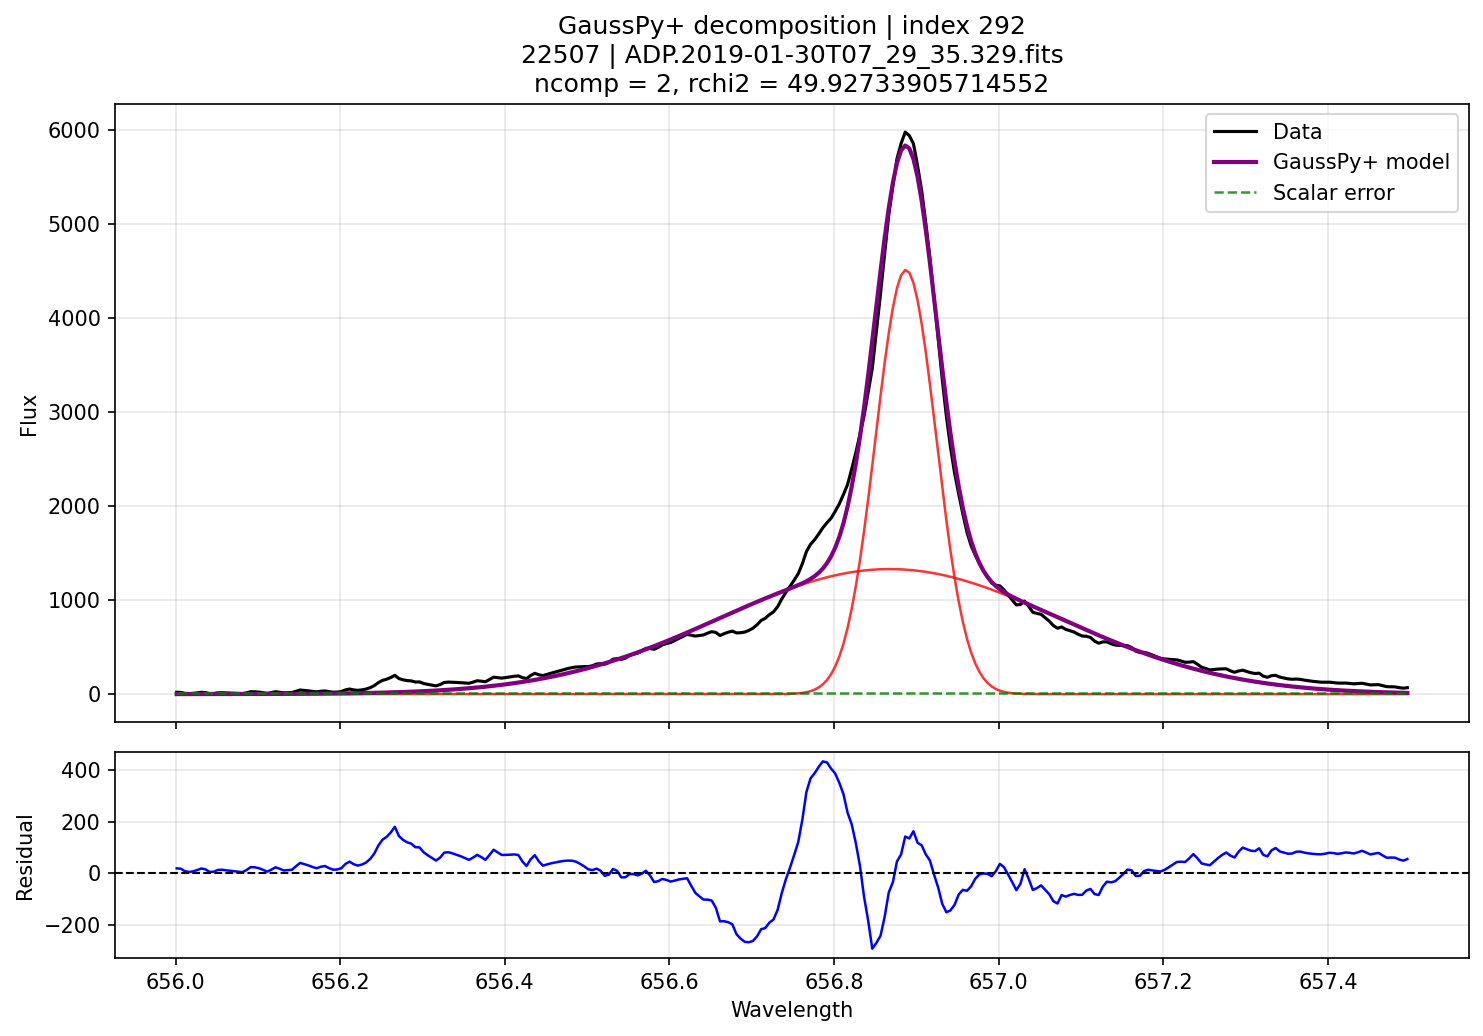 GaussPy+ decomposition | index 292
22507 | ADP.2019-01-30T07_29_35.329.fits
ncomp = 2, rchi2 = 49.92733905714552
Data
GaussPy+ model
Scalar error
6000
5000
4000
3000
2000
1000
0
Flux
400
200
0
−200
Residual
656.0 656.2 656.4 656.6 656.8 657.0 657.2 657.4
Wavelength